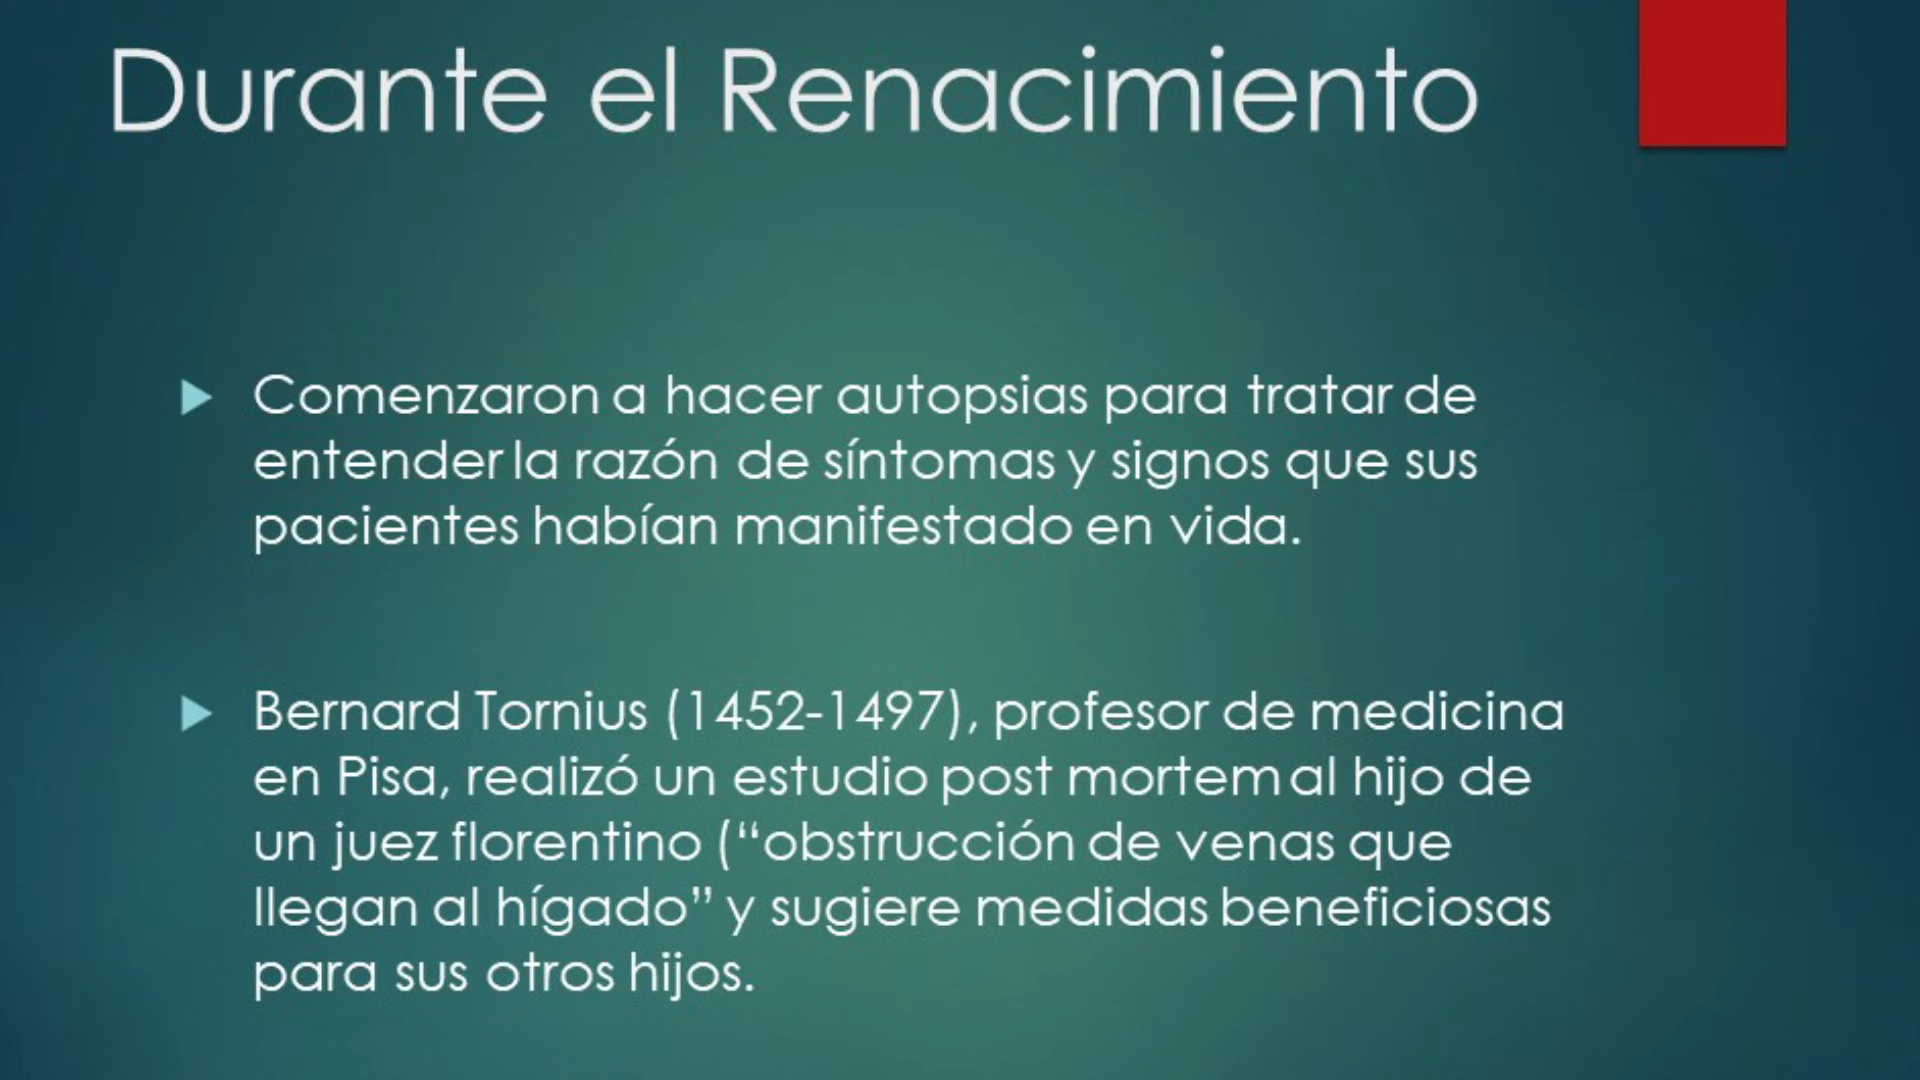 Durante el Renacimiento
Comenzaron a hacer autopsias para tratar de
entender la razón de síntomas y signos que sus
pacientes habían manifestado en vida.
Bernard Tornius (1452-1497), profesor de medicina
en Pisa, realizó un estudio post mortem al hijo de
un juez florentino (“obstrucción de venas que
llegan al hígado” y sugiere medidas beneficiosas
para sus otros hijos.